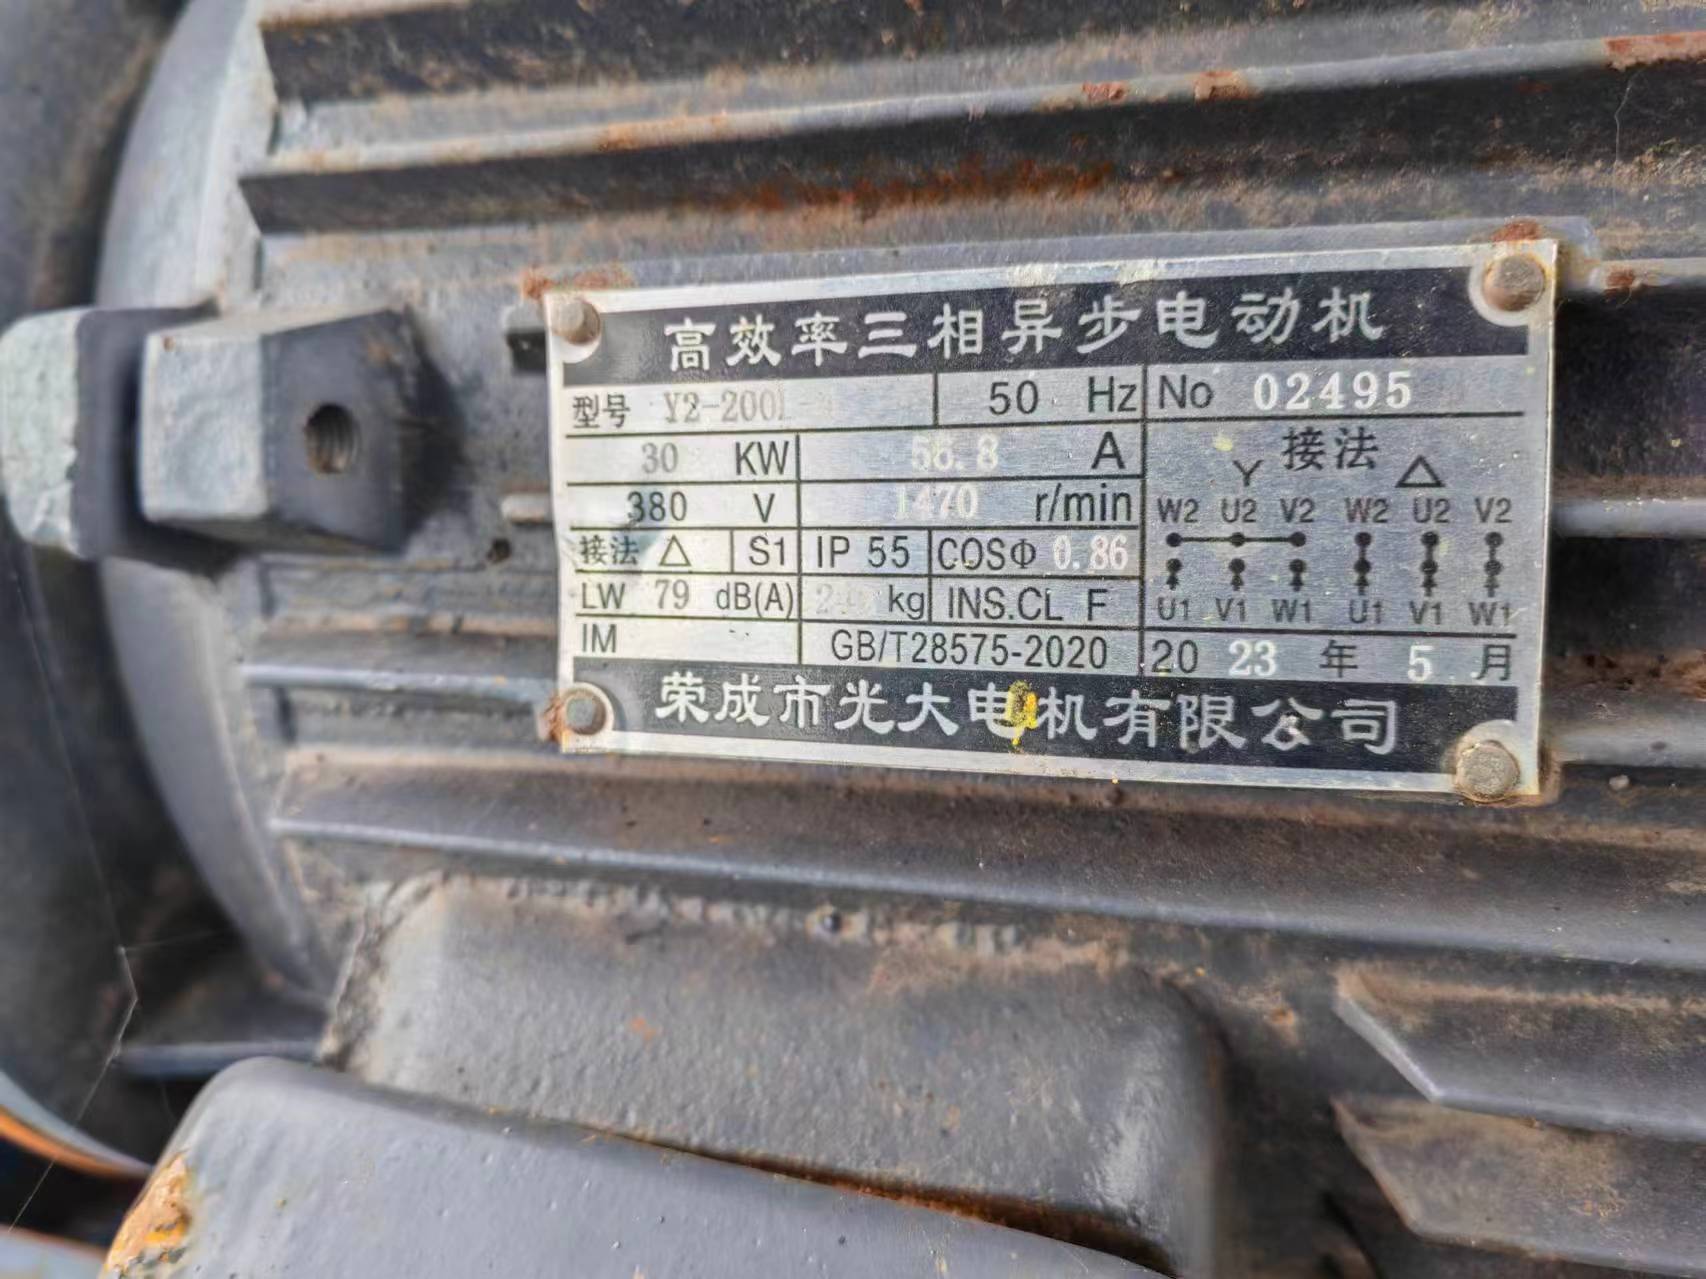 高效率三相异步电动机
型号 Y2-200L 50 Hz No 02495
30 KW 56.8 A 接法
380 V 1470 r/min Y △
W2 U2 V2 W2 U2 V2
接法 △ S1 IP 55 COSΦ 0.86
LW 79 dB(A) kg INS.CL F U1 V1 W1 U1 V1 W1
IM GB/T28575-2020 20 23 年 5 月
荣成市光大电机有限公司